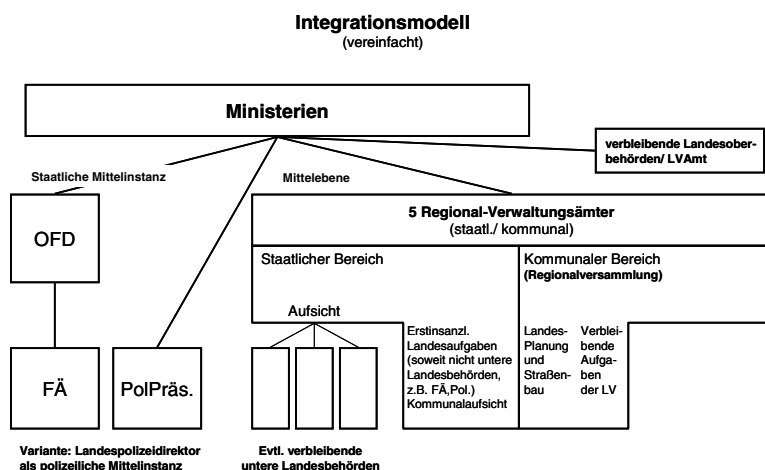 Integrationsmodell
(vereinfacht)
Ministerien
verbleibende Landesober-
behörden/ LVAmt
Staatliche Mittelinstanz
Mittelebene
OFD
5 Regional-Verwaltungsämter
(staatl./ kommunal)
Staatlicher Bereich
Kommunaler Bereich
(Regionalversammlung)
Aufsicht
FÄ
PolPräs.
Erstinsanzl.
Landesaufgaben
(soweit nicht untere
Landesbehörden,
z.B. FÄ,Pol.)
Kommunalaufsicht
Landes-
Planung
und
Straßen-
bau
Verblei-
bende
Aufga-
ben
der LV
Variante: Landespolizeidirektor
als polizeiliche Mittelinstanz
Evtl. verbleibende
untere Landesbehörden